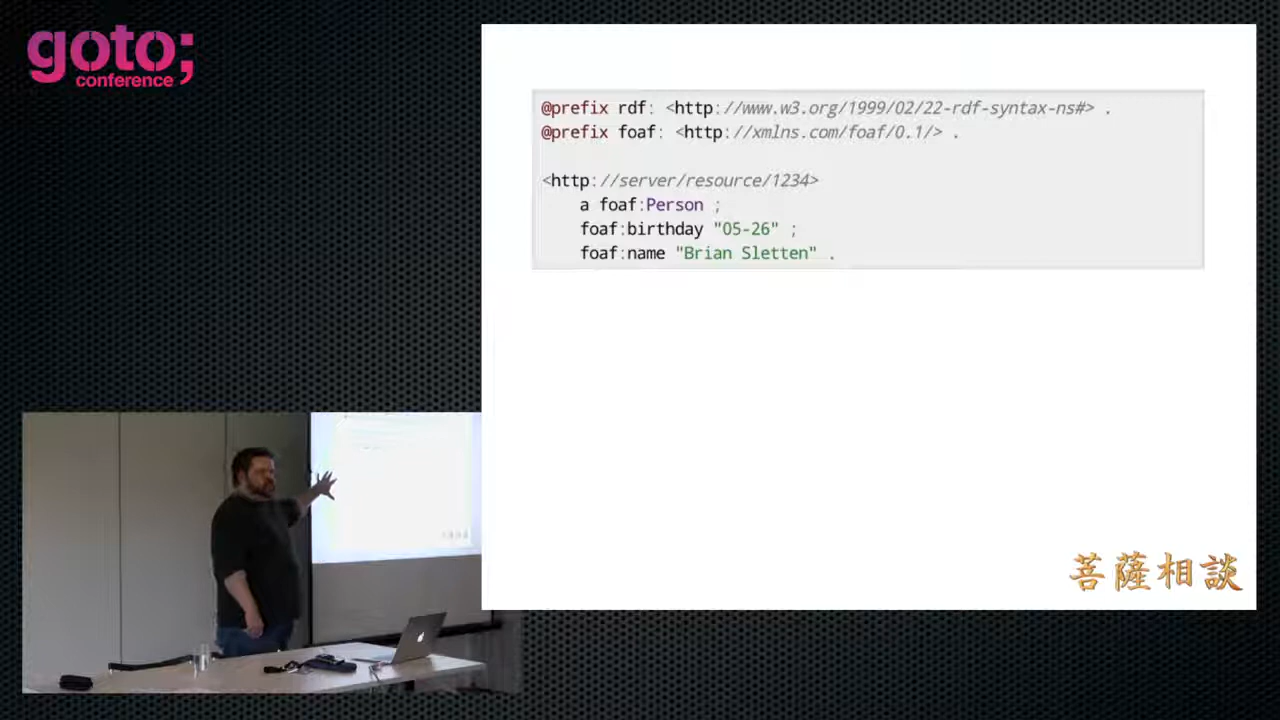 goto;
conference
@prefix rdf: <http://www.w3.org/1999/02/22-rdf-syntax-ns#> .
@prefix foaf: <http://xmlns.com/foaf/0.1/> .
<http://server/resource/1234>
a foaf:Person ;
foaf:birthday "05-26" ;
foaf:name "Brian Sletten" .
菩薩相談